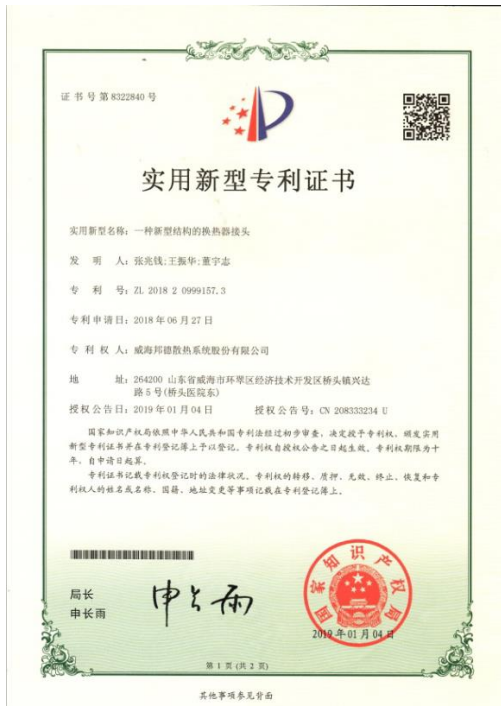 证书号第8322840号
实用新型专利证书
实用新型名称：一种新型结构的换热器接头
发 明 人：张兆钱;王振华;董宇志
专 利 号：ZL 2018 2 0999157.3
专利申请日：2018年06月27日
专 利 权 人：威海邦德散热系统股份有限公司
地 址：264200 山东省威海市环翠区经济技术开发区桥头镇兴达
路5号(桥头医院东)
授权公告日：2019年01月04日 授权公告号：CN 208333234 U
国家知识产权局依照中华人民共和国专利法经过初步审查，决定授予专利权，颁发实用
新型专利证书并在专利登记簿上予以登记。专利权自授权公告之日起生效。专利权期限为十
年，自申请日起算。
专利证书记载专利权登记时的法律状况。专利权的转移、质押、无效、终止、恢复和专
利权人的姓名或名称、国籍、地址变更等事项记载在专利登记簿上。
局长
申长雨
申长雨
国家知识产权局
2019年01月04日
第 1 页 (共 2 页)
其他事项参见背面